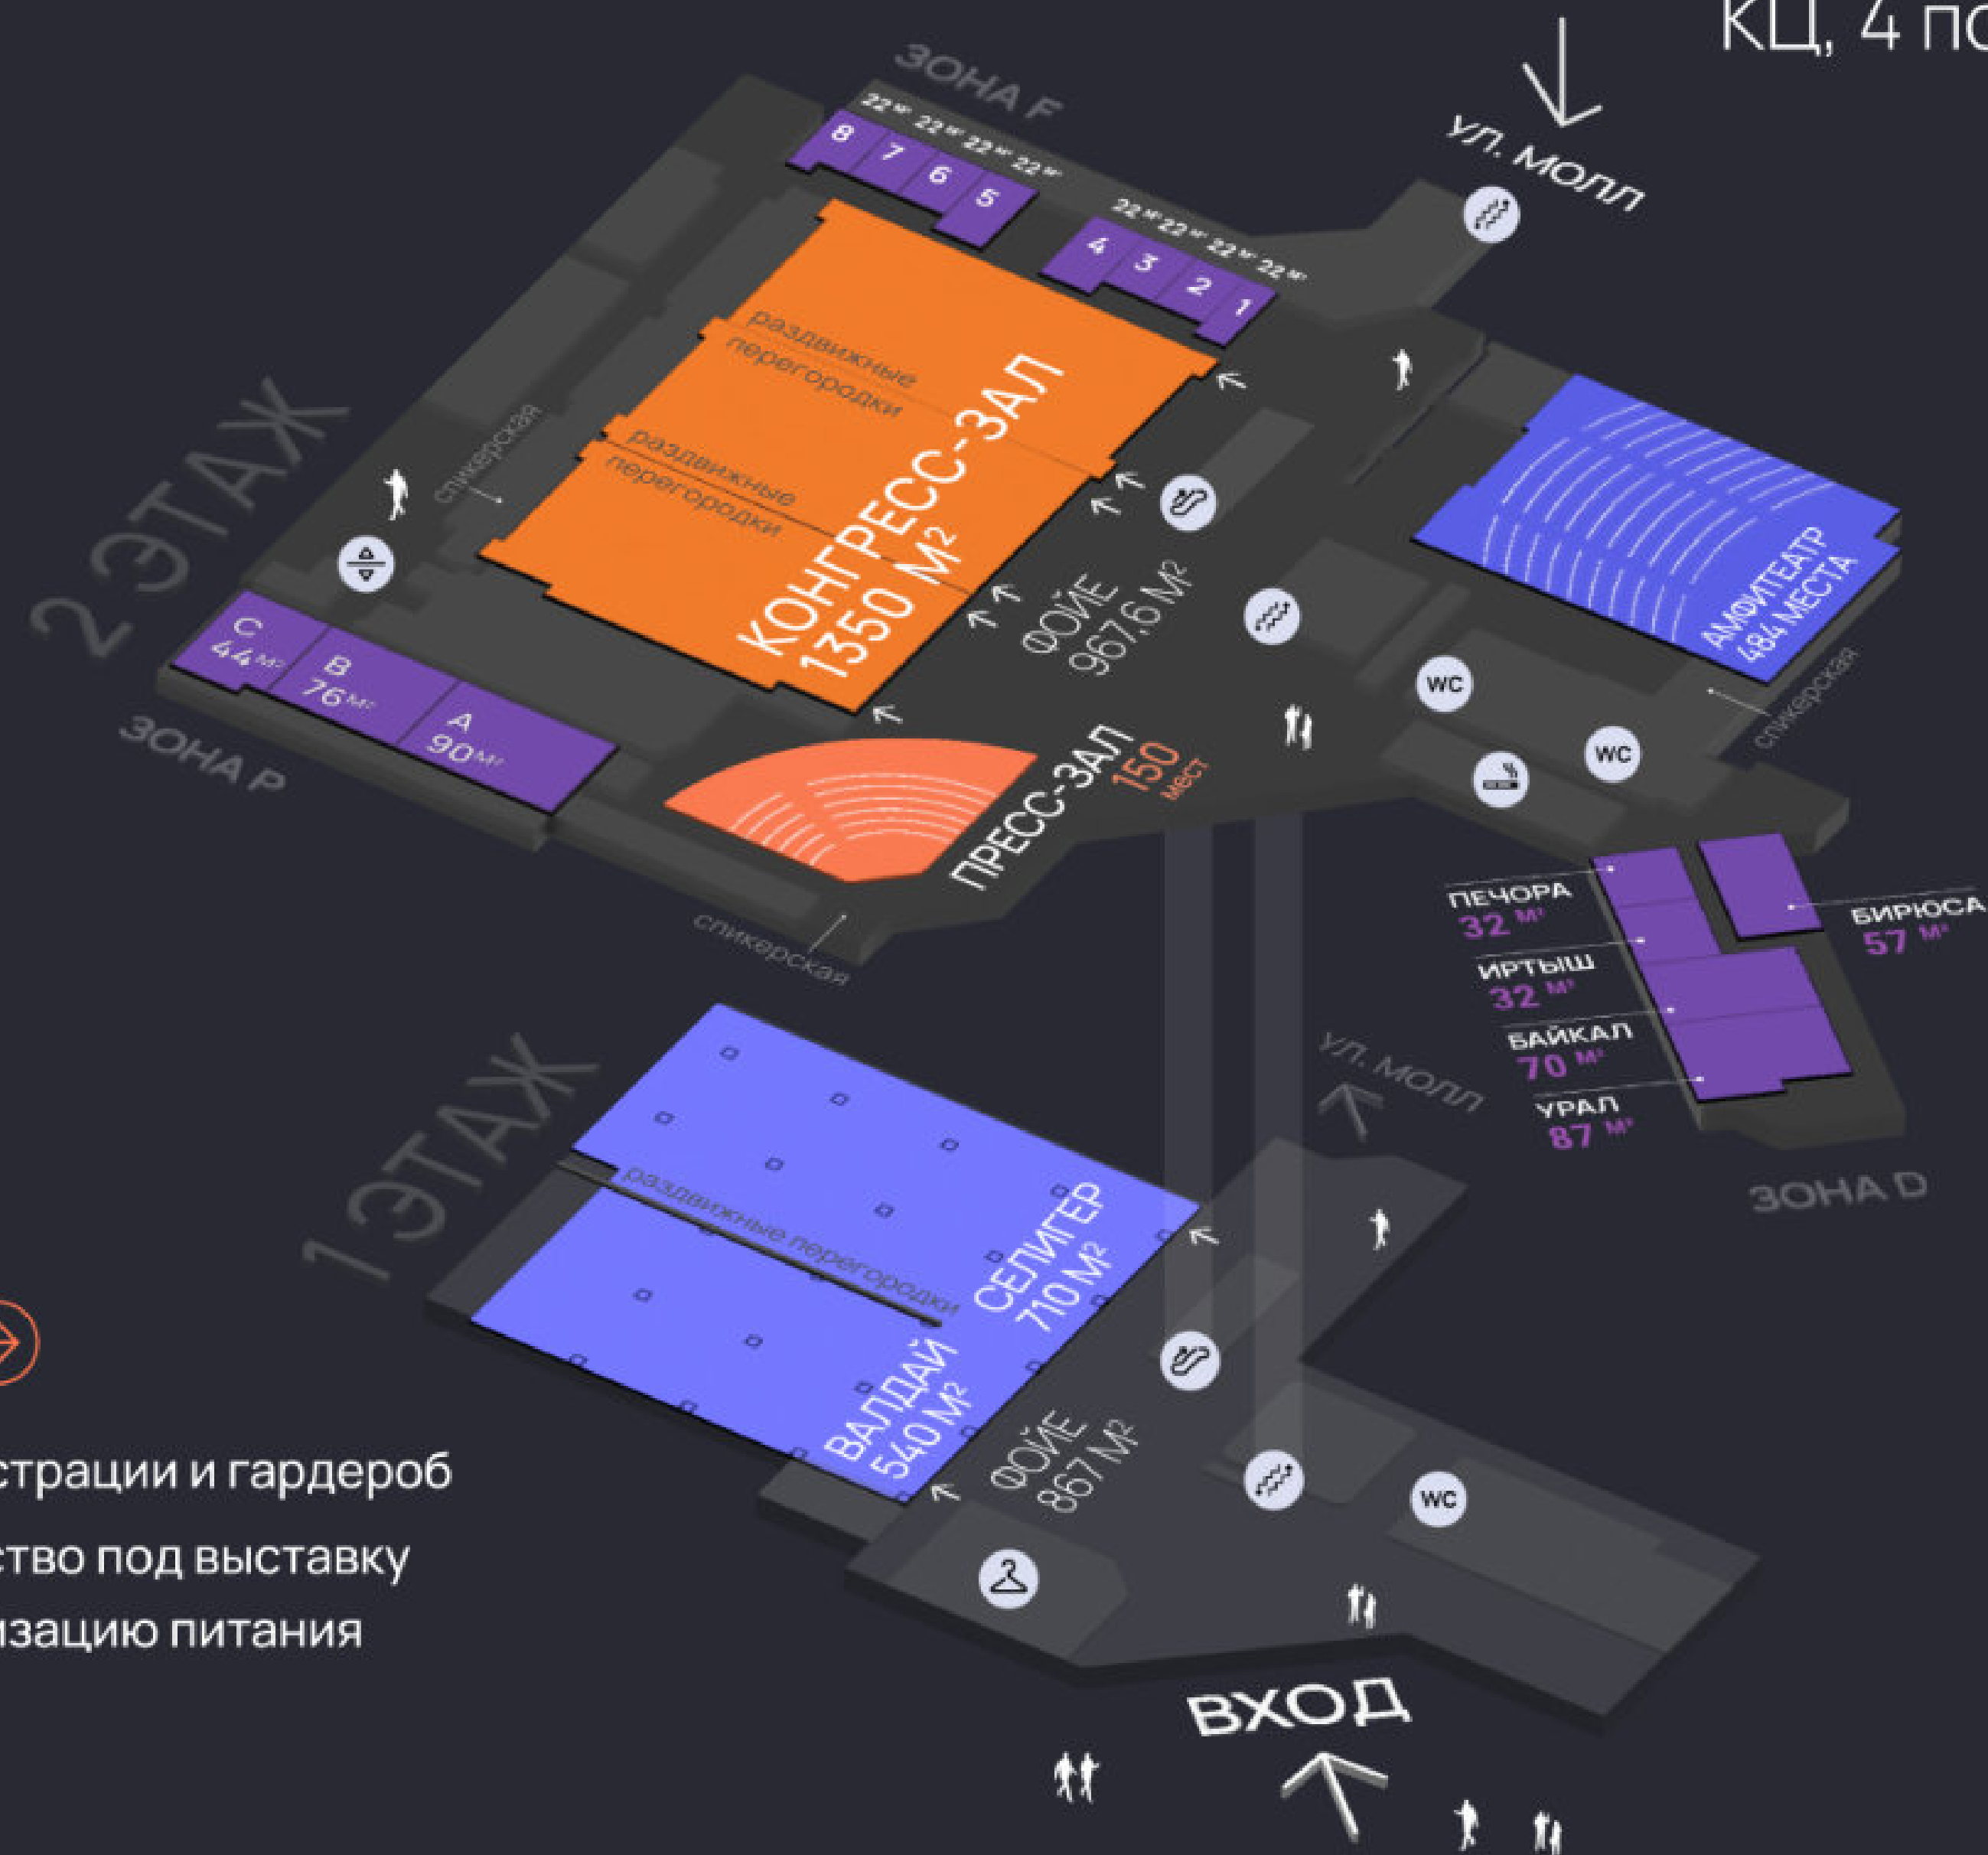 КЦ, 4 по
УЛ. МОЛЛ
ЗОНА F
22 М² 22 М² 22 М² 22 М²
8 7 6 5
22 М² 22 М² 22 М² 22 М²
4 3 2 1
2 ЭТАЖ
раздвижные
перегородки
раздвижные
перегородки
КОНГРЕСС-ЗАЛ
1350 М²
спикерская
ФОЙЕ
967,6 М²
АМФИТЕАТР
484 МЕСТА
спикерская
WC
WC
C
44 М²
B
76 М²
A
90 М²
ЗОНА P
ПРЕСС-ЗАЛ
150
мест
спикерская
ПЕЧОРА
32 М²
ИРТЫШ
32 М²
БАЙКАЛ
70 М²
УРАЛ
87 М²
БИРЮСА
57 М²
ЗОНА D
1 ЭТАЖ
УЛ. МОЛЛ
раздвижные перегородки
СЕЛИГЕР
710 М²
ВАЛДАЙ
540 М²
ФОЙЕ
867 М²
WC
страции и гардероб
ство под выставку
изацию питания
ВХОД